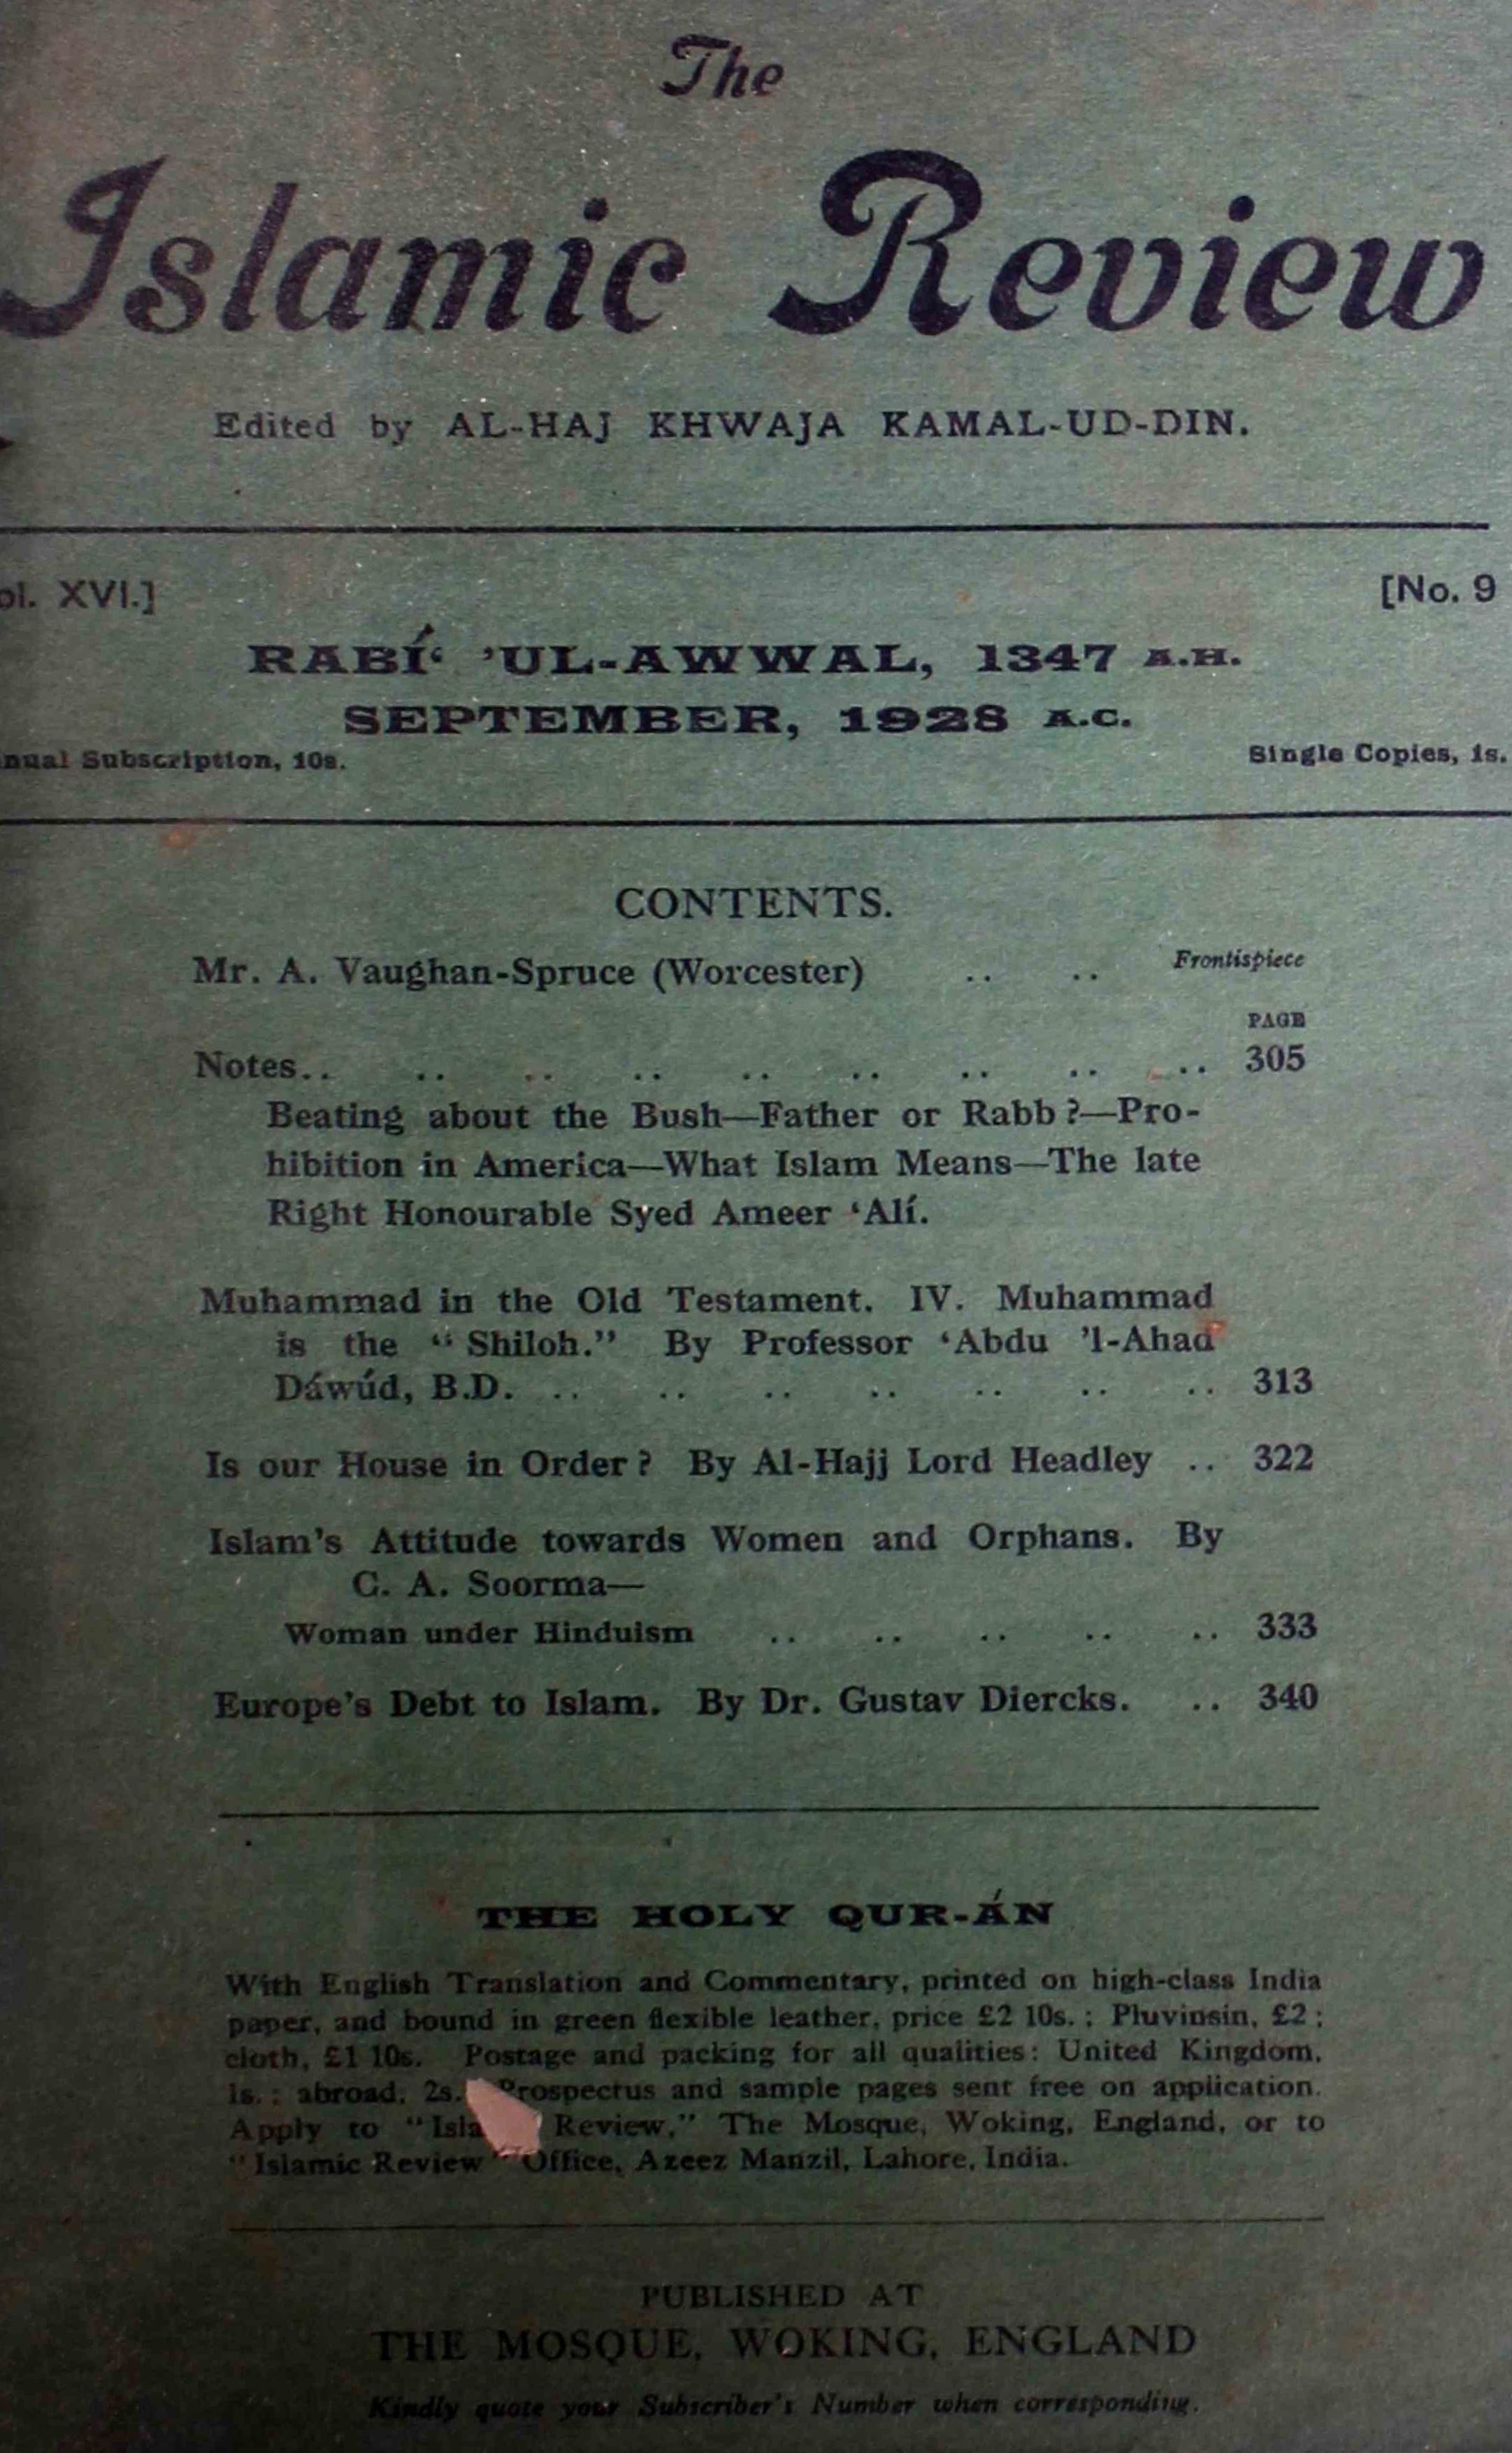 The
Islamic Review
Edited by AL-HAJ KHWAJA KAMAL-UD-DIN.
ol. XVI.] [No. 9
RABÍ‘ ’UL-AWWAL, 1347 A.H.
SEPTEMBER, 1928 A.C.
nual Subscription, 10s. Single Copies, 1s.
CONTENTS.
Mr. A. Vaughan-Spruce (Worcester) .. .. Frontispiece
PAGE
Notes.. .. .. .. .. .. .. .. .. 305
Beating about the Bush—Father or Rabb?—Pro-
hibition in America—What Islam Means—The late
Right Honourable Syed Ameer ‘Alí.
Muhammad in the Old Testament. IV. Muhammad
is the “Shiloh.” By Professor ‘Abdu ’l-Ahad
Dáwúd, B.D. .. .. .. .. .. .. .. 313
Is our House in Order? By Al-Hajj Lord Headley .. 322
Islam’s Attitude towards Women and Orphans. By
C. A. Soorma—
Woman under Hinduism .. .. .. .. .. 333
Europe’s Debt to Islam. By Dr. Gustav Diercks. .. 340
THE HOLY QUR-ÁN
With English Translation and Commentary, printed on high-class India
paper, and bound in green flexible leather, price £2 10s.; Pluvinsin, £2;
cloth, £1 10s. Postage and packing for all qualities: United Kingdom,
1s.; abroad, 2s. Prospectus and sample pages sent free on application.
Apply to “Isla Review,” The Mosque, Woking, England, or to
“Islamic Review” Office, Azeez Manzil, Lahore, India.
PUBLISHED AT
THE MOSQUE, WOKING, ENGLAND
Kindly quote your Subscriber’s Number when corresponding.